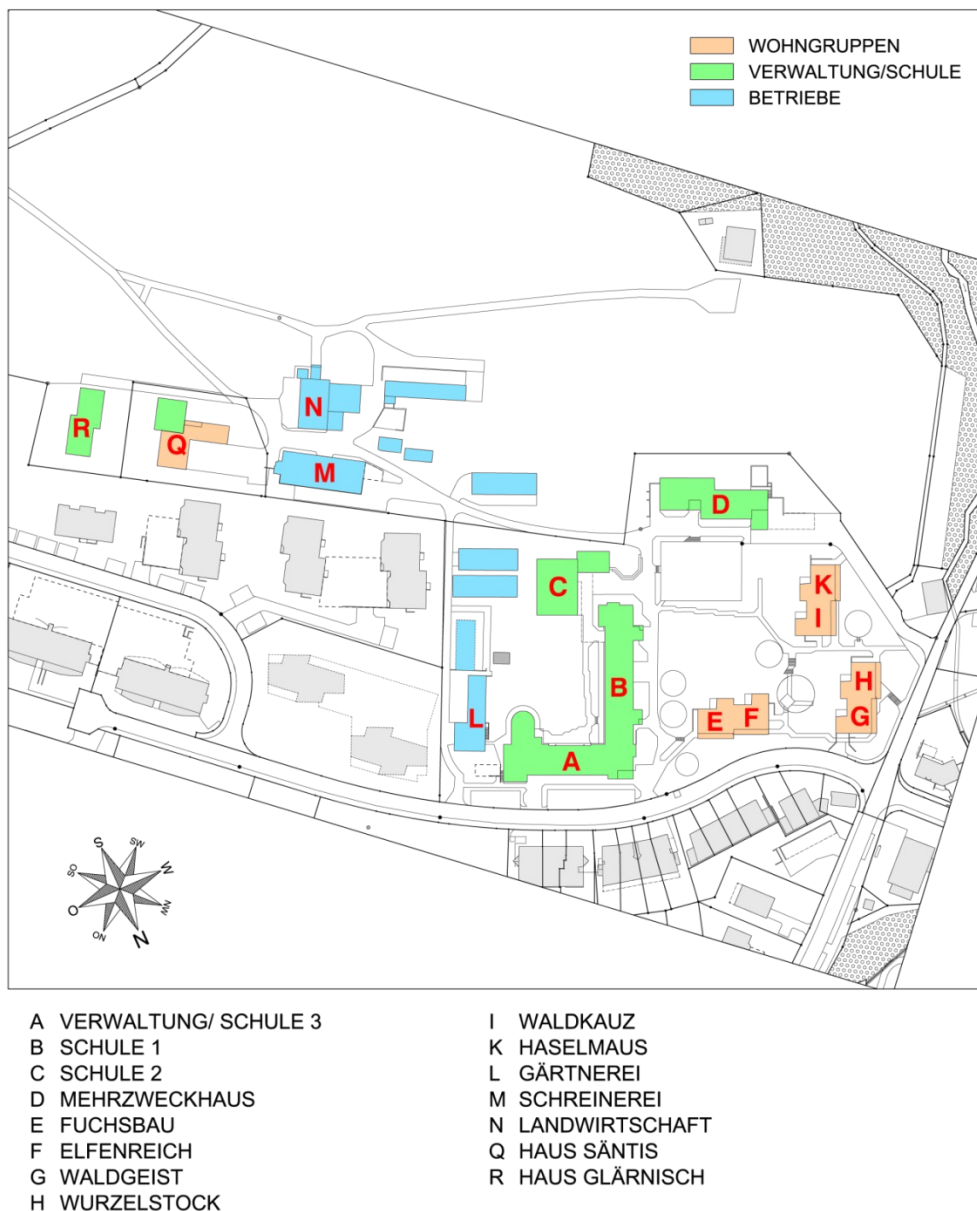 WOHNGRUPPEN
VERWALTUNG/SCHULE
BETRIEBE
N
R
Q
M
D
C
K
I
B
H
L
E F
G
A
S
SW
SO
W
O
NW
ON
N
A VERWALTUNG/ SCHULE 3
B SCHULE 1
C SCHULE 2
D MEHRZWECKHAUS
E FUCHSBAU
F ELFENREICH
G WALDGEIST
H WURZELSTOCK
I WALDKAUZ
K HASELMAUS
L GÄRTNEREI
M SCHREINEREI
N LANDWIRTSCHAFT
Q HAUS SÄNTIS
R HAUS GLÄRNISCH